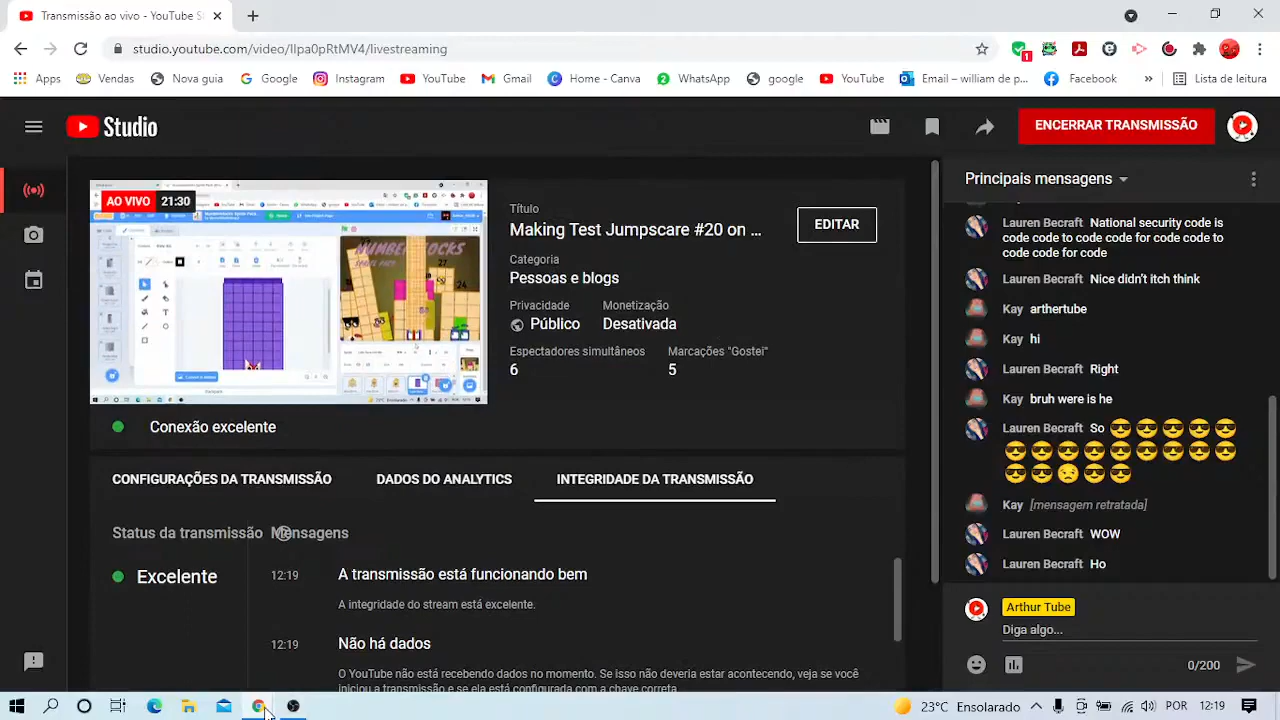 Transmissão ao vivo - YouTube S
studio.youtube.com/video/IIpa0pRtMV4/livestreaming
1
Apps Vendas Nova guia Google Instagram YouTube Gmail Home - Canva WhatsApp google YouTube Email – william de p... Facebook » Lista de leitura
Studio
ENCERRAR TRANSMISSÃO
AO VIVO 21:30
NUMBERBLOCKS
27
24
Título
Making Test Jumpscare #20 on ...
EDITAR
Categoria
Pessoas e blogs
Privacidade Monetização
Público Desativada
Espectadores simultâneos Marcações "Gostei"
6 5
Conexão excelente
CONFIGURAÇÕES DA TRANSMISSÃO DADOS DO ANALYTICS INTEGRIDADE DA TRANSMISSÃO
Status da transmissão Mensagens
Excelente
12:19 A transmissão está funcionando bem
A integridade do stream está excelente.
12:19 Não há dados
O YouTube não está recebendo dados no momento. Se isso não deveria estar acontecendo, veja se você
iniciou a transmissão e se ela está configurada com a chave correta.
Principais mensagens
Lauren Becraft National security code is
code code to code code for code code to
code code for code
Lauren Becraft Nice didn't itch think
Kay arthertube
Kay hi
Lauren Becraft Right
Kay bruh were is he
Lauren Becraft So 😎😎😎😎😎
😎😎😎😎😎😎😎😎😎
😎😎😒😎😎
Kay [mensagem retratada]
Lauren Becraft WOW
Lauren Becraft Ho
Arthur Tube
Diga algo...
0/200
23°C Ensolarado POR 12:19